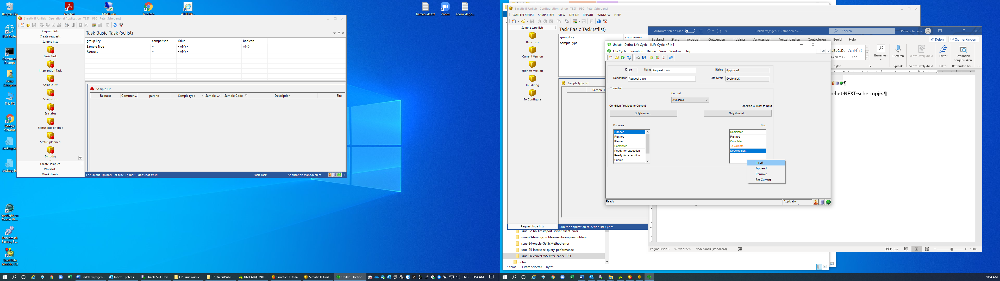 Recycle Bin
Acrobat
MMiS.rdp
Tyre info
ATHENA -
baraacuda.txt
Zoom
zoom-dage...
IBM Notes
Command Prompt
Peter Schepens
This PC
Google Chrome
desktop.ini
desktop.ini
Spotlight on Oracle 10....
Benchmark Factory 8....
Toad Data Modeler 7.3
Simatic IT Unilab - Operational Application [TEST - PSC - Peter Schepens]
Request lists
Create requests
Sample lists
Basic Task
Intervention Task
Sample list
Sample list
By status
Status out-of-spec
Status planned
By today
Create samples
Worklists
Worksheets
Task Basic Task (sclist)
group key comparison Value boolean
Sample Type = <ANY> AND
Request = <ANY>
Sample list
Request Commen... part no Sample type Sample ... Sample Code Description Site
The layout <gkbar> (of type <gkbar>) does not exist! Basic Task Application management
Simatic IT Unilab - Configuration set-up [TEST - PSC - Peter Schepens]
SAMPLETYPELIST SAMPLETYPE VIEW DEFINE REPORT WINDOW HELP
Sample type lists
Basic Task
Current Version
Highest Version
In Editing
To Configure
Request type lists
Task Basic Task (stlist)
group key comparison
Sample Type
Sample type list
Sample Ty
Run the application to define Life Cycles
issue-22-bo-limsreport-server-client-error
issue-23-timing-probleem-subsamples-outdoor
issue-24-oracle-GetScMethod-error
issue-25-interspec-query-performance
issue-26-cancel-WS-after-cancel-RQ
notes
7 items 1 item selected 0 bytes
Automatisch opslaan unilab-wijzigen-LC-stappen.d... Zoeken Peter Schepens
Bestand Start Invoegen Ontwerpen Indeling Verwijzingen Verzendlijsten Controleren Beeld Help Delen Opmerkingen
AaBbCcDc AaBbC
Geen afs... Kop 1
Stijlen
Bewerken
Dicteren
Spraak
Vertrouwelijkheid
Vertrouwelijkheid
Editor
Editor
Bestanden hergebruiken
Bestanden her...
4 5 6 7
¶
n·het·NEXT-schermpje.¶
Pagina 3 van 3 97 woorden Nederlands (standaard) Focus 150%
Unilab - Define Life Cycle - [Life Cycle <R1>]
Life Cycle Transition Define View Window Help
ID R1 Name Request trials Status Approved
Description Request trials Life Cycle System LC
Transition
Current
Available
Condition Previous to Current Condition Current to Next
OnlyManual ... OnlyManual ...
Previous Next
Planned
Planned
Planned
Completed
Ready for execution
Ready for execution
Submit
Completed
Planned
Completed
To validate
Development
Insert
Append
Remove
Set Current
Ready Application
unilab-wijzigen... Inbox - peter.s... Oracle SQL Dev... H:\issues\issue... C:\Users\Publi... UNILAB@UNIL... Simatic IT Unila... Simatic IT Unil... Unilab - Define... ENG 9:54 AM
9:54 AM